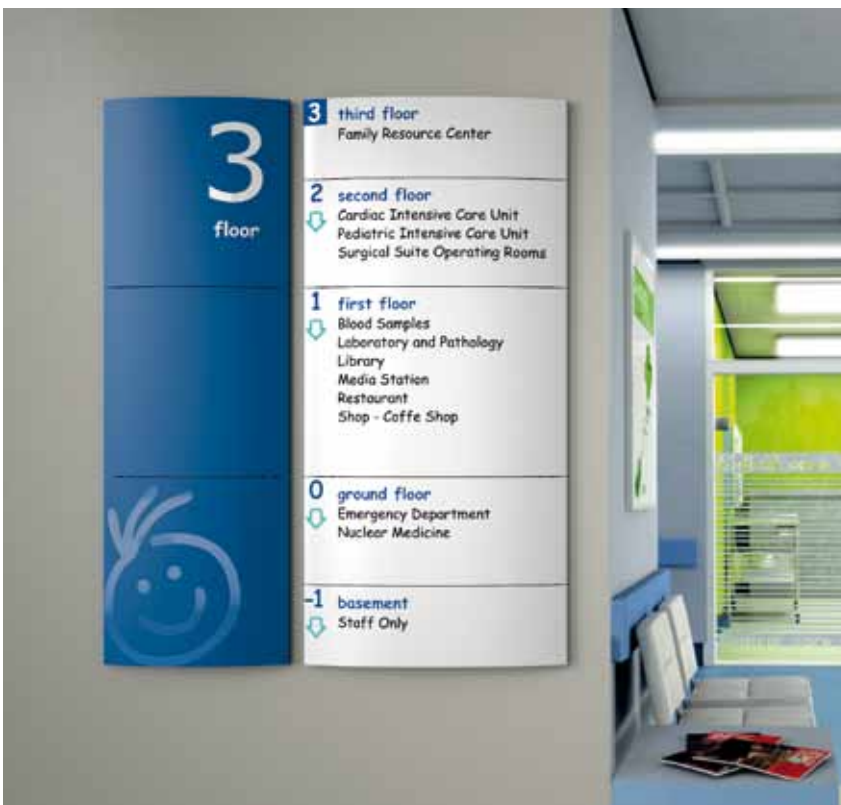 3
floor
3 third floor
Family Resource Center
2 second floor
Cardiac Intensive Care Unit
Pediatric Intensive Care Unit
Surgical Suite Operating Rooms
1 first floor
Blood Samples
Laboratory and Pathology
Library
Media Station
Restaurant
Shop - Coffe Shop
0 ground floor
Emergency Department
Nuclear Medicine
-1 basement
Staff Only